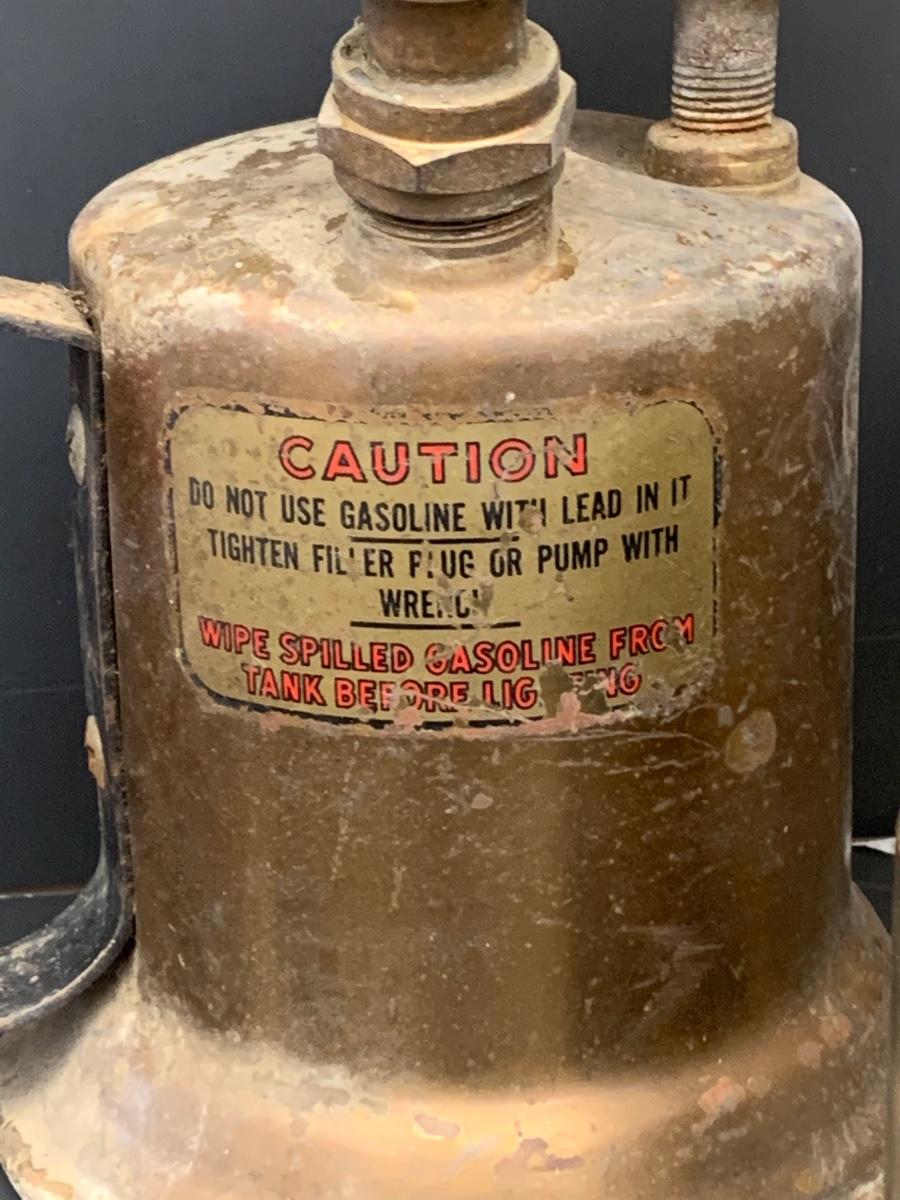 CAUTION
DO NOT USE GASOLINE WITH LEAD IN IT
TIGHTEN FILLER PLUG OR PUMP WITH
WRENCH
WIPE SPILLED GASOLINE FROM
TANK BEFORE LIGHTING